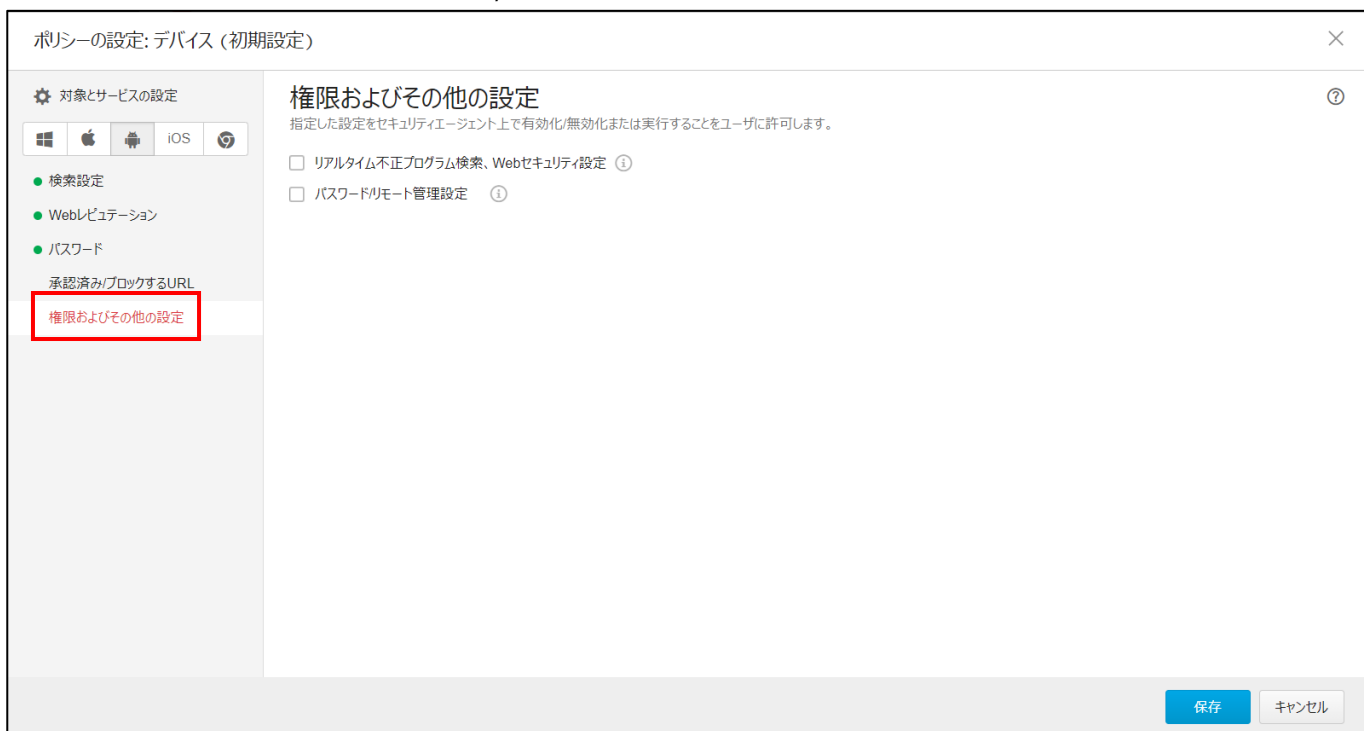 ポリシーの設定: デバイス (初期設定)
対象とサービスの設定
iOS
検索設定
Webレピュテーション
パスワード
承認済み/ブロックするURL
権限およびその他の設定
権限およびその他の設定
指定した設定をセキュリティエージェント上で有効化/無効化または実行することをユーザに許可します。
リアルタイム不正プログラム検索、Webセキュリティ設定
パスワード/リモート管理設定
保存
キャンセル